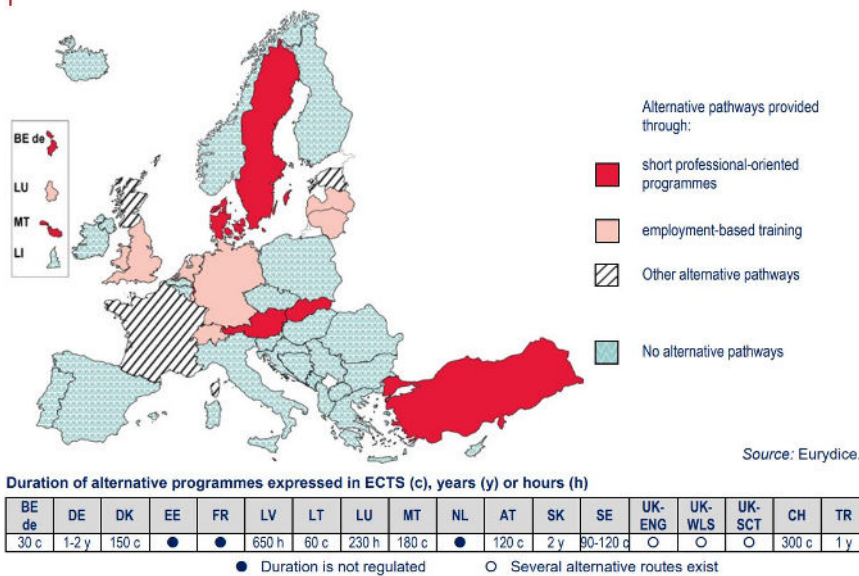 BE de
LU
MT
LI
Alternative pathways provided
through:
short professional-oriented
programmes
employment-based training
Other alternative pathways
No alternative pathways
Source: Eurydice.
Duration of alternative programmes expressed in ECTS (c), years (y) or hours (h)
BE de DE DK EE FR LV LT LU MT NL AT SK SE UK-ENG UK-WLS UK-SCT CH TR
30 c 1-2 y 150 c ● ● 650 h 60 c 230 h 180 c ● 120 c 2 y 90-120 c ○ ○ ○ 300 c 1 y
● Duration is not regulated ○ Several alternative routes exist